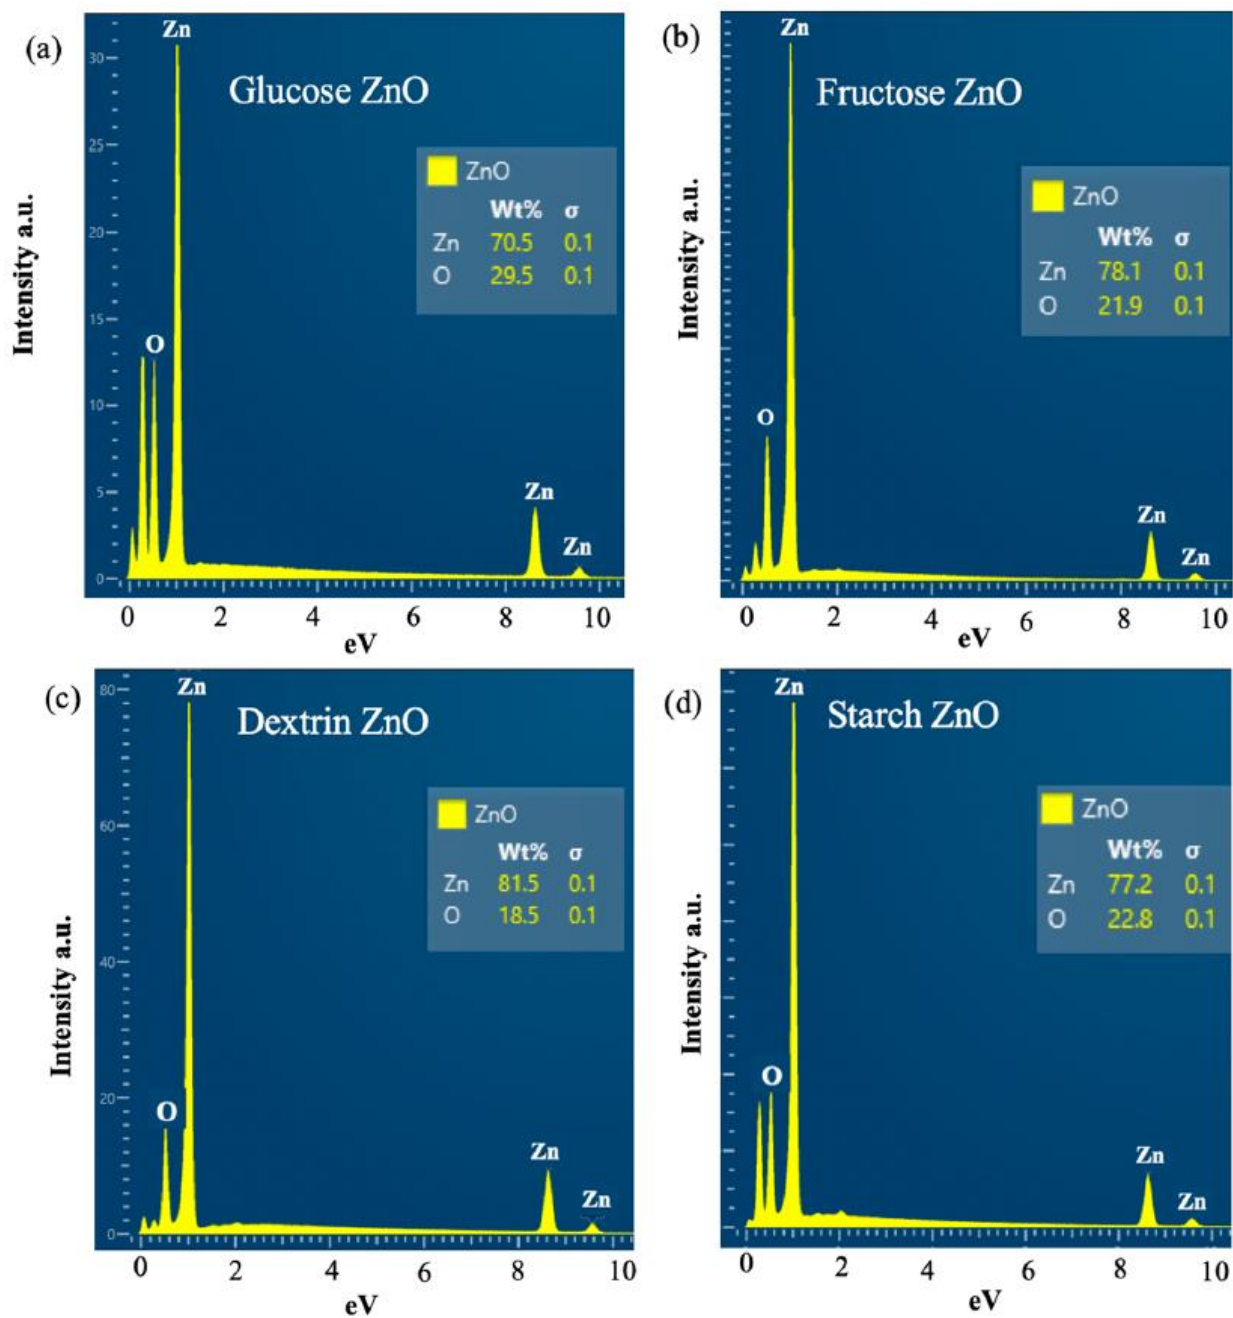 (a)
Zn
Glucose ZnO
ZnO
Wt% σ
Zn 70.5 0.1
O 29.5 0.1
O
Zn
Zn
Intensity a.u.
30
25
20
15
10
5
0
0 2 4 6 8 10
eV
(b)
Zn
Fructose ZnO
ZnO
Wt% σ
Zn 78.1 0.1
O 21.9 0.1
O
Zn
Zn
Intensity a.u.
0 2 4 6 8 10
eV
(c)
Zn
Dextrin ZnO
ZnO
Wt% σ
Zn 81.5 0.1
O 18.5 0.1
O
Zn
Zn
Intensity a.u.
80
60
40
20
0
0 2 4 6 8 10
eV
(d)
Zn
Starch ZnO
ZnO
Wt% σ
Zn 77.2 0.1
O 22.8 0.1
O
Zn
Zn
Intensity a.u.
0 2 4 6 8 10
eV